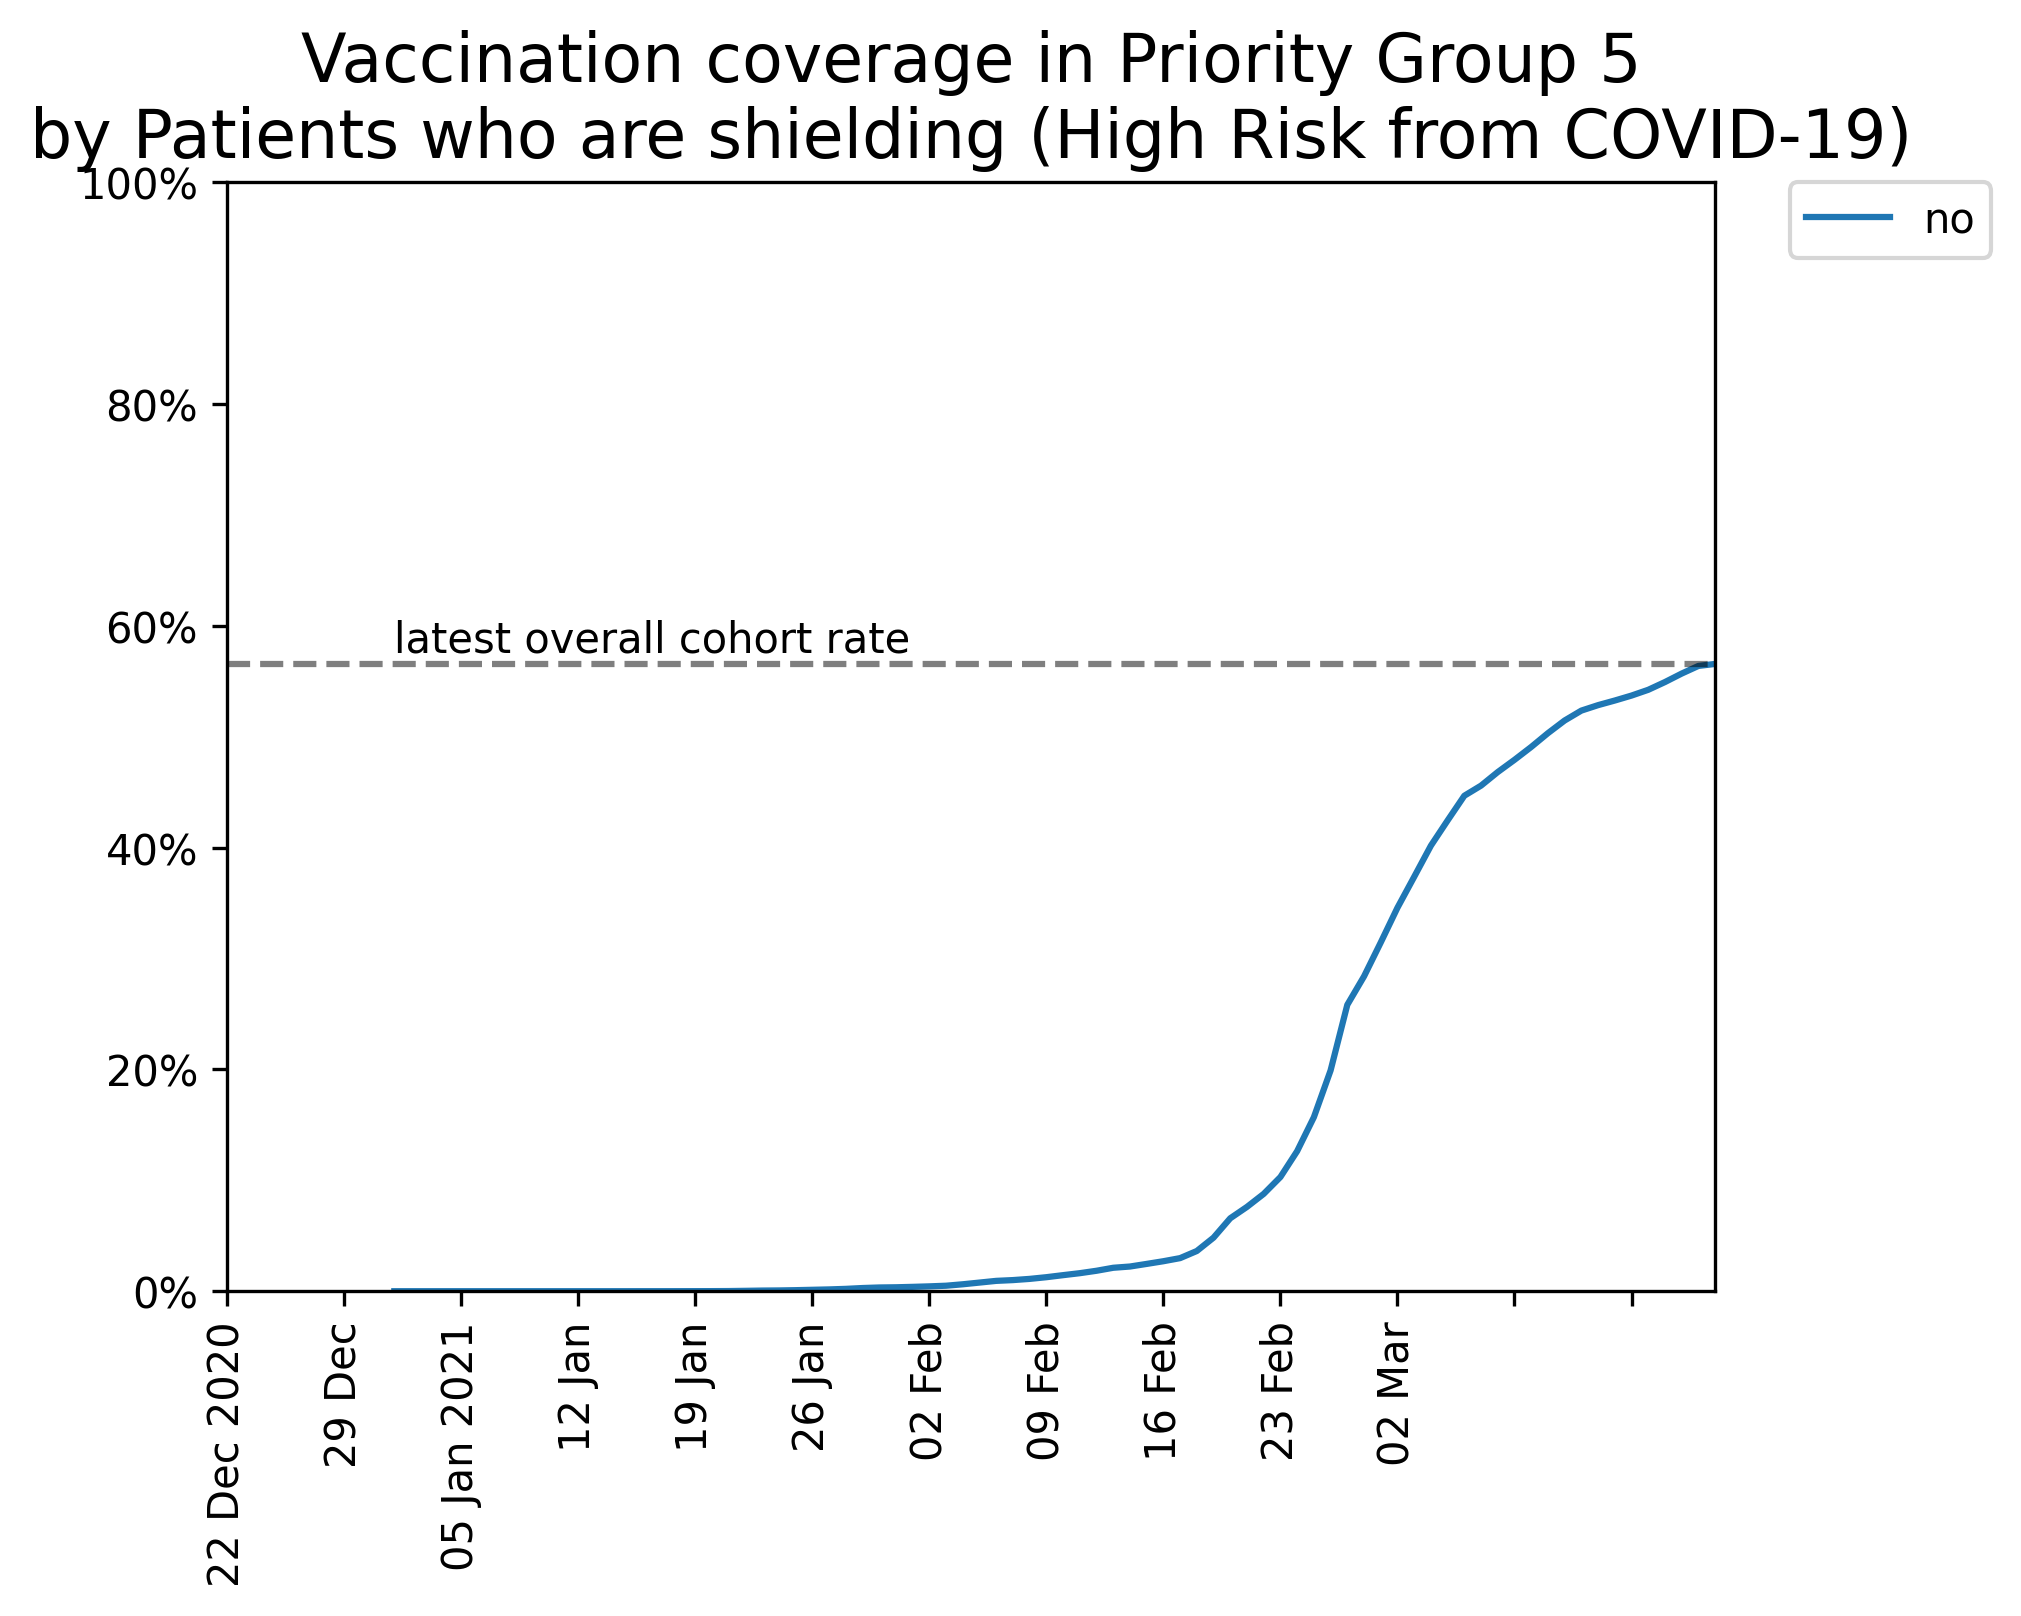 Vaccination coverage in Priority Group 5
by Patients who are shielding (High Risk from COVID-19)
100%
80%
60%
40%
20%
0%
latest overall cohort rate
no
22 Dec 2020
29 Dec
05 Jan 2021
12 Jan
19 Jan
26 Jan
02 Feb
09 Feb
16 Feb
23 Feb
02 Mar